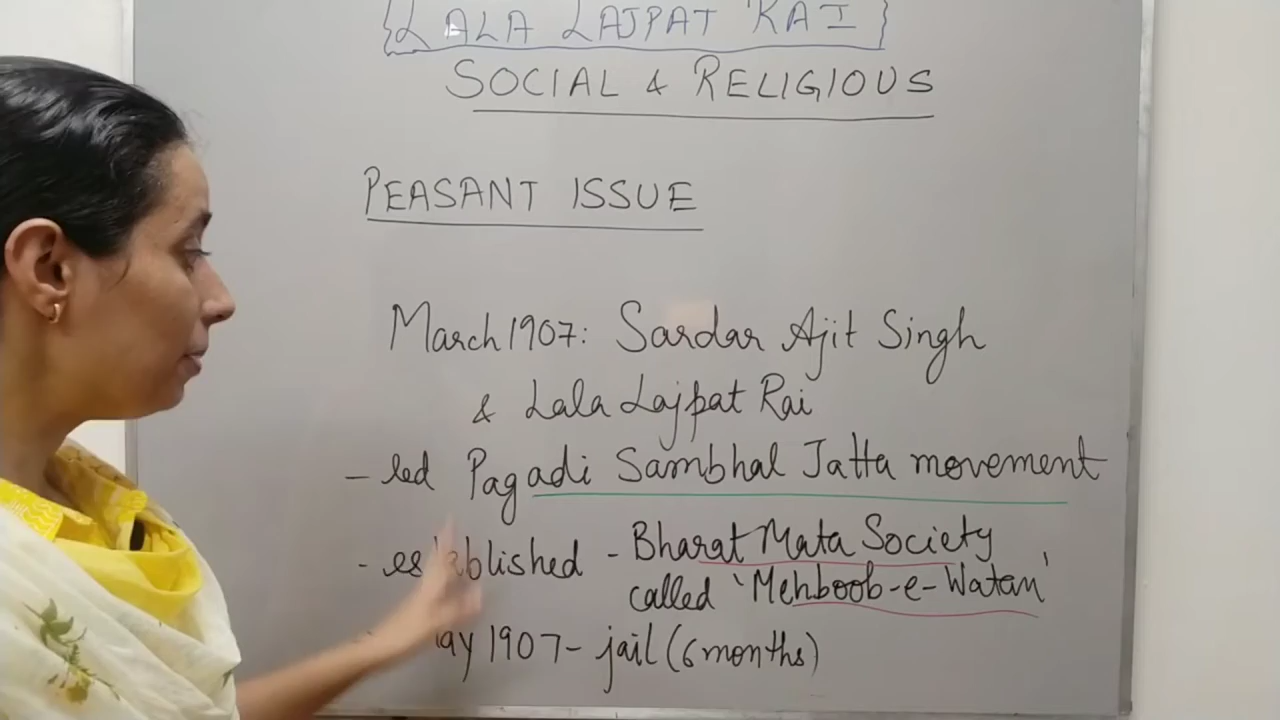 LALA LAJPAT RAI
SOCIAL & RELIGIOUS
PEASANT ISSUE
March 1907: Sardar Ajit Singh
& Lala Lajpat Rai
- led Pagadi Sambhal Jatta movement
- established - Bharat Mata Society
called 'Mehboob-e-Watan'
1907 - jail (6 months)